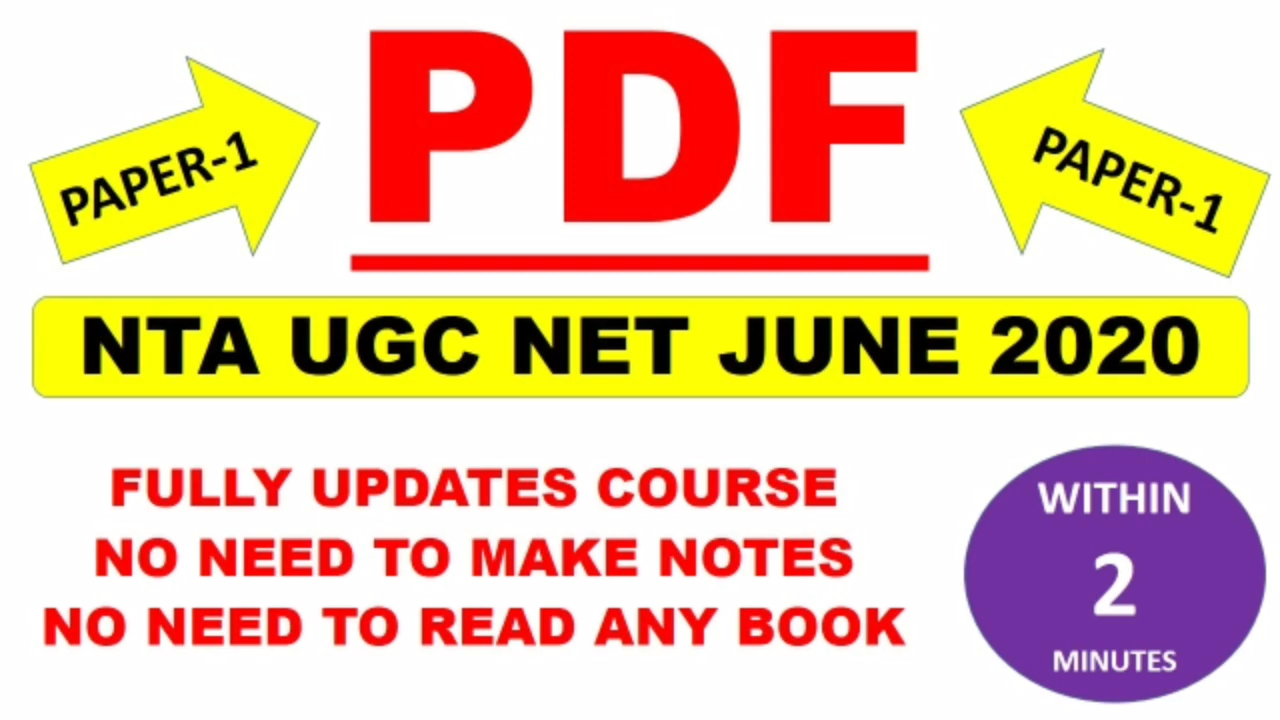 PDF
PAPER-1
PAPER-1
NTA UGC NET JUNE 2020
FULLY UPDATES COURSE
NO NEED TO MAKE NOTES
NO NEED TO READ ANY BOOK
WITHIN
2
MINUTES